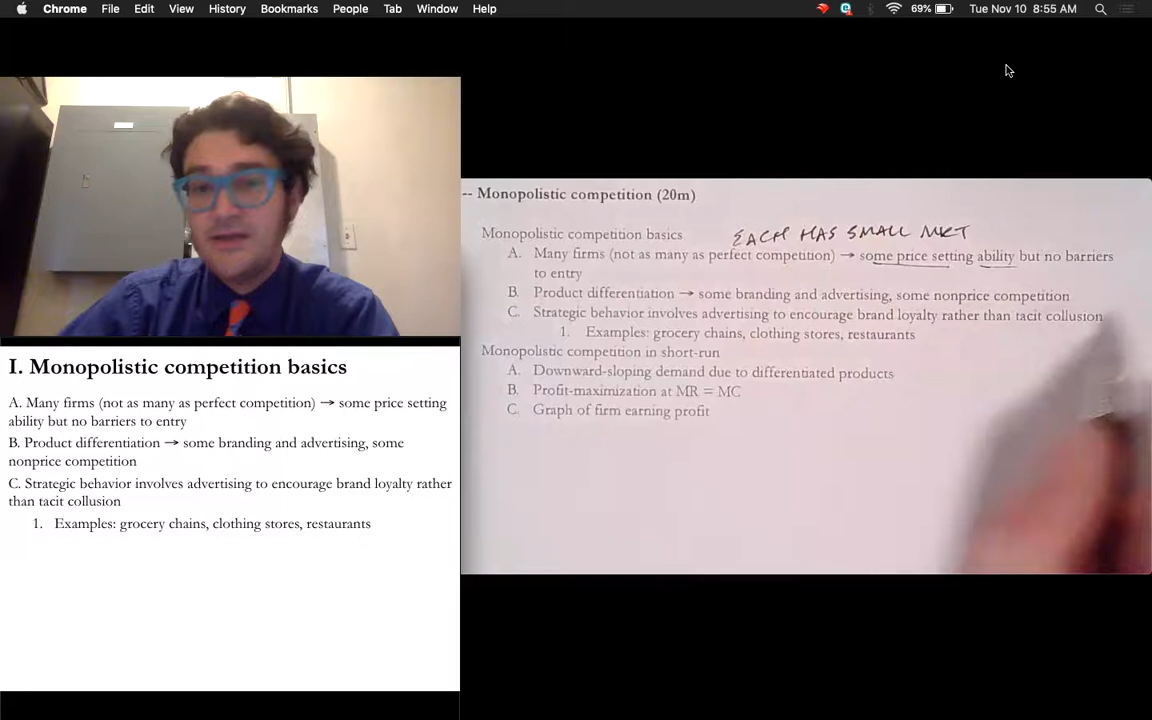 Chrome File Edit View History Bookmarks People Tab Window Help 69% Tue Nov 10 8:55 AM
I. Monopolistic competition basics
A. Many firms (not as many as perfect competition) → some price setting
ability but no barriers to entry
B. Product differentiation → some branding and advertising, some
nonprice competition
C. Strategic behavior involves advertising to encourage brand loyalty rather
than tacit collusion
1. Examples: grocery chains, clothing stores, restaurants
-- Monopolistic competition (20m)
EACH HAS SMALL MKT
Monopolistic competition basics
A. Many firms (not as many as perfect competition) → some price setting ability but no barriers
to entry
B. Product differentiation → some branding and advertising, some nonprice competition
C. Strategic behavior involves advertising to encourage brand loyalty rather than tacit collusion
1. Examples: grocery chains, clothing stores, restaurants
Monopolistic competition in short-run
A. Downward-sloping demand due to differentiated products
B. Profit-maximization at MR = MC
C. Graph of firm earning profit